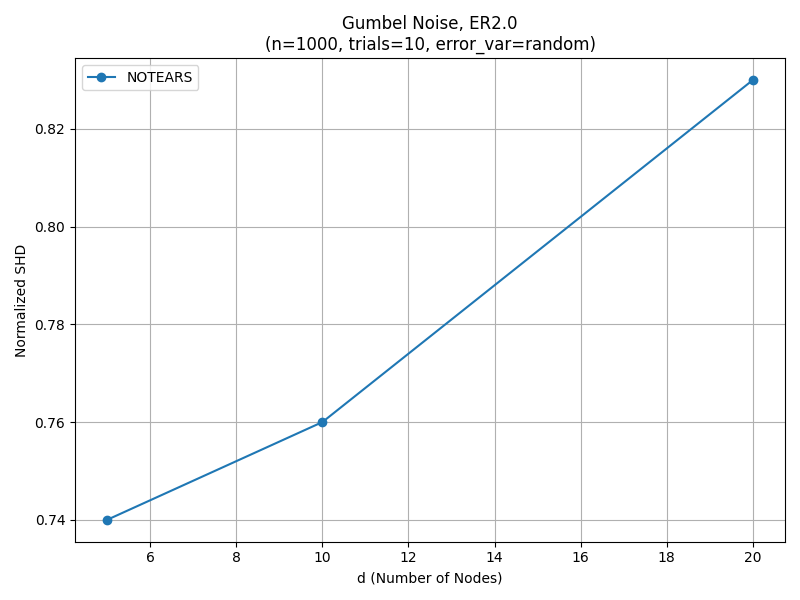 Gumbel Noise, ER2.0
(n=1000, trials=10, error_var=random)
NOTEARS
Normalized SHD
0.82
0.80
0.78
0.76
0.74
6 8 10 12 14 16 18 20
d (Number of Nodes)